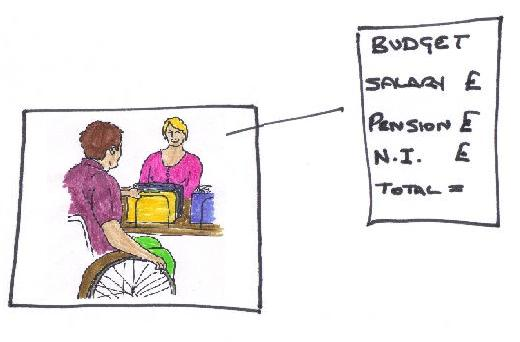 BUDGET
SALARY £
PENSION £
N.I. £
TOTAL =